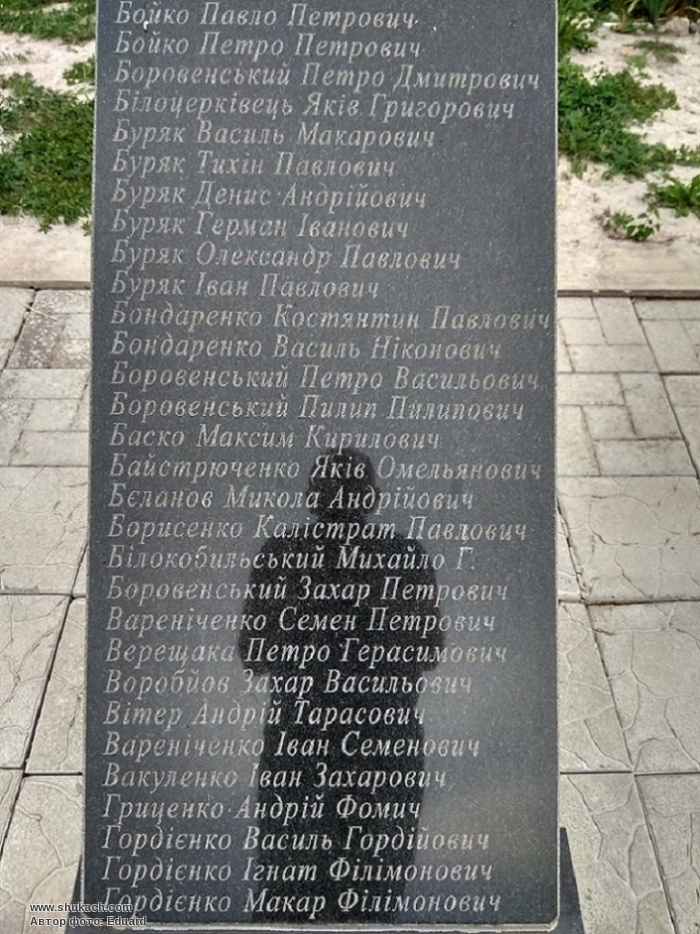 Бойко Павло Петрович
Бойко Петро Петрович
Боровенський Петро Дмитрович
Білоцерківець Яків Григорович
Буряк Василь Макарович
Буряк Тихін Павлович
Буряк Денис Андрійович
Буряк Герман Іванович
Буряк Олександр Павлович
Буряк Іван Павлович
Бондаренко Костянтин Павлович
Бондаренко Василь Ніконович
Боровенський Петро Васильович
Боровенський Пилип Пилипович
Баско Максим Кирилович
Байстрюченко Яків Омельянович
Бєланов Микола Андрійович
Борисенко Калістрат Павлович
Білокобильський Михайло Г.
Боровенський Захар Петрович
Вареніченко Семен Петрович
Верещака Петро Герасимович
Воробйов Захар Васильович
Вітер Андрій Тарасович
Вареніченко Іван Семенович
Вакуленко Іван Захарович
Гриценко Андрій Фомич
Гордієнко Василь Гордійович
Гордієнко Ігнат Філімонович
Гордієнко Макар Філімонович
www.shukach.com
Автор фото: Eduard